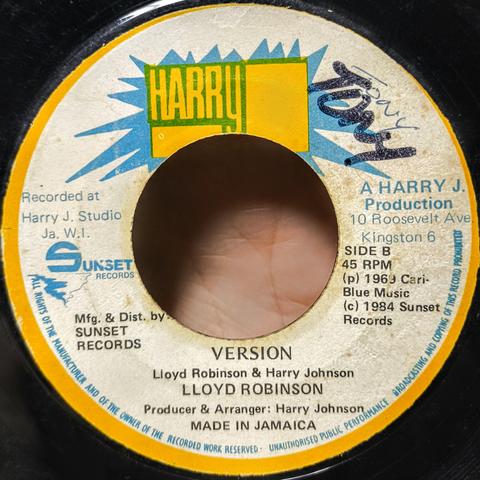 HARRY
Tony
TONY
Recorded at
Harry J. Studio
Ja. W.I.
SUNSET
RECORDS
Mfg. & Dist. by:
SUNSET
RECORDS
A HARRY J.
Production
10 Roosevelt Ave
Kingston 6
SIDE B
45 RPM
(p) 1969 Cari-
Blue Music
(c) 1984 Sunset
Records
VERSION
Lloyd Robinson & Harry Johnson
LLOYD ROBINSON
Producer & Arranger: Harry Johnson
MADE IN JAMAICA
ALL RIGHTS OF THE MANUFACTURER AND OF THE OWNER OF THE RECORDED WORK RESERVED - UNAUTHORISED PUBLIC PERFORMANCE BROADCASTING AND COPYING OF THIS RECORD PROHIBITED